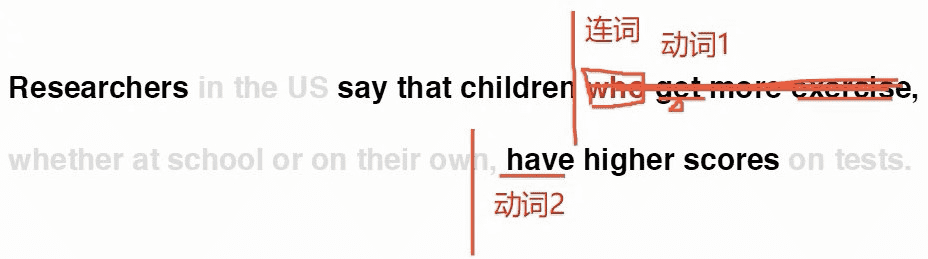 连词 动词1
Researchers in the US say that children who get more exercise,
whether at school or on their own, have higher scores on tests.
动词2